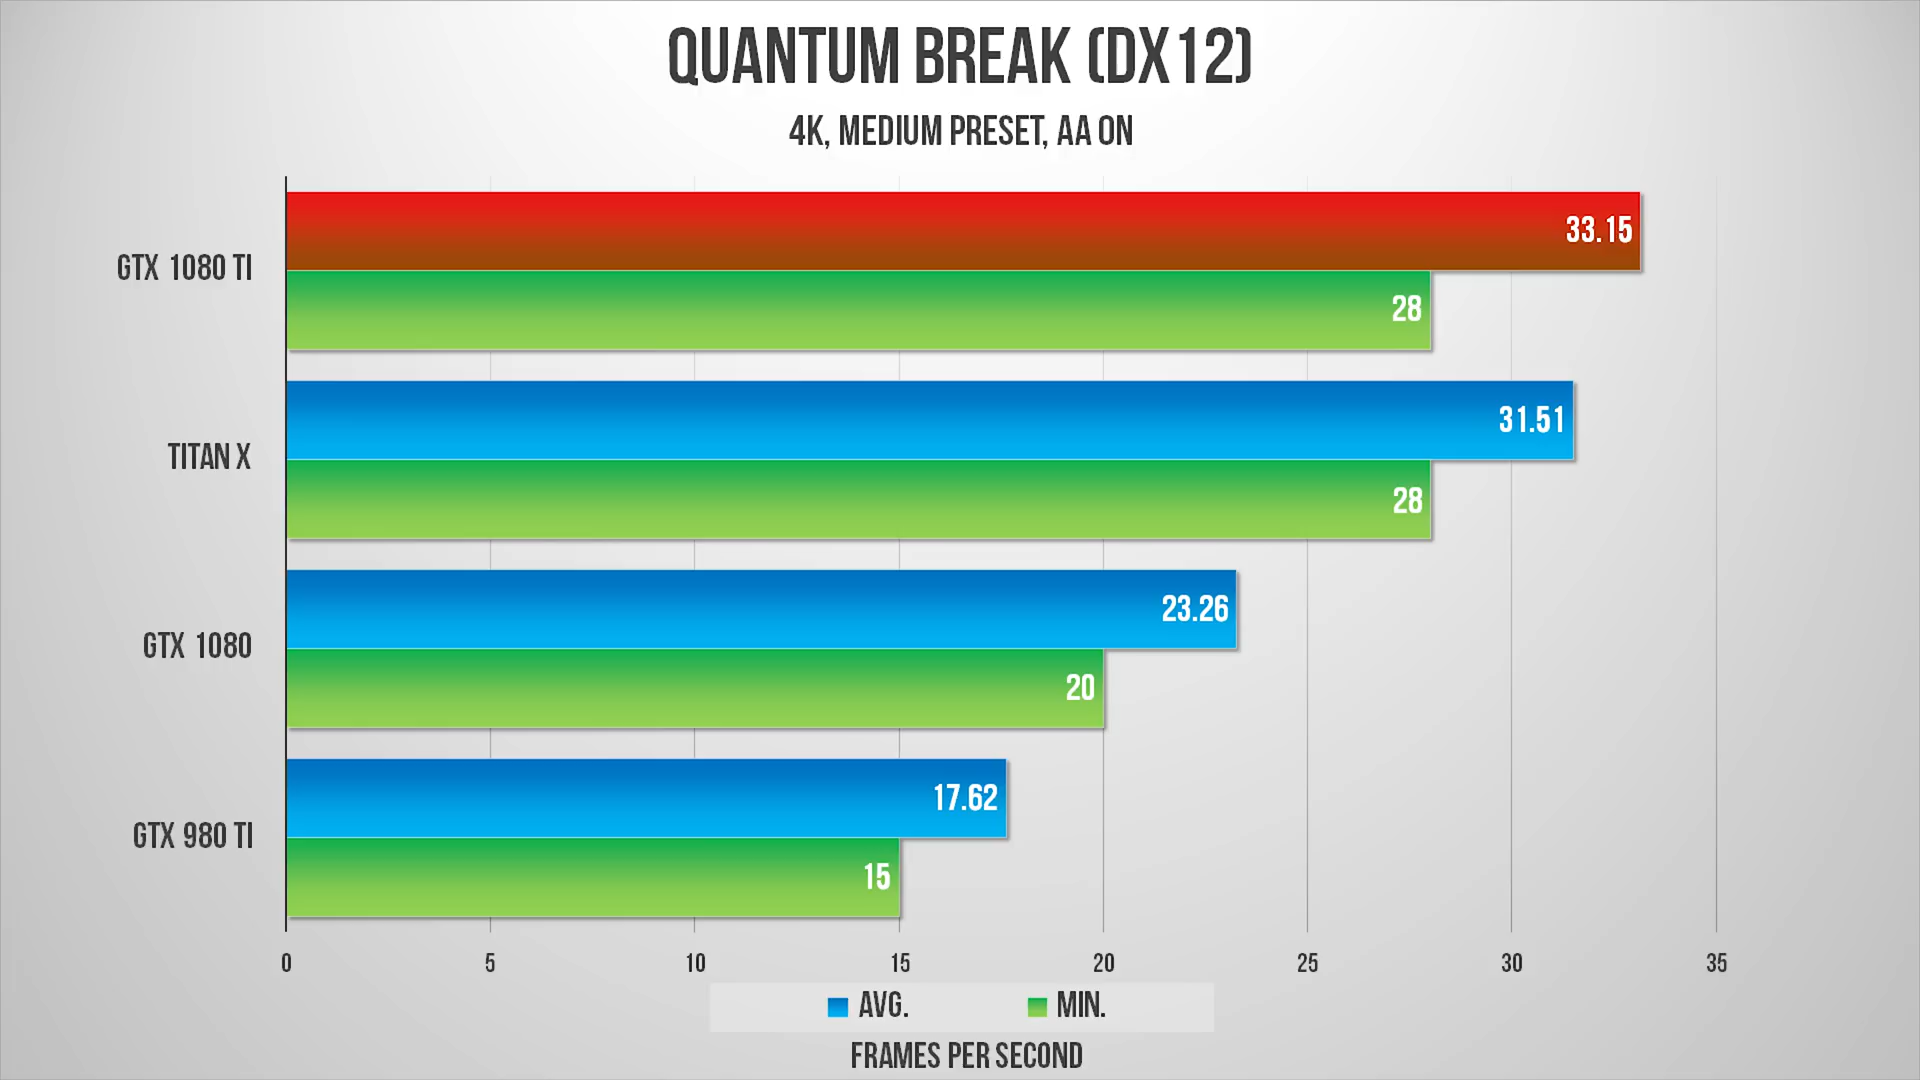 QUANTUM BREAK (DX12)
4K, MEDIUM PRESET, AA ON
GTX 1080 TI
33.15
28
TITAN X
31.51
28
GTX 1080
23.26
20
GTX 980 TI
17.62
15
0 5 10 15 20 25 30 35
AVG. MIN.
FRAMES PER SECOND